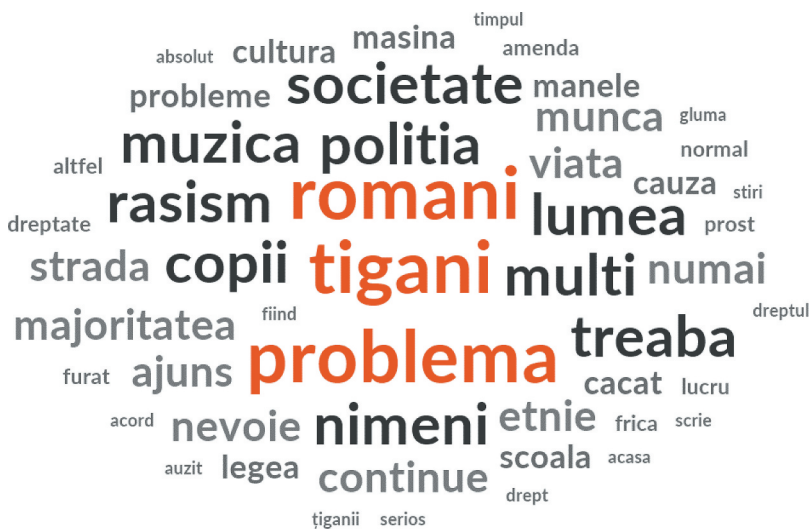 timpul
absolut cultura masina amenda
probleme societate manele
muzica politia munca gluma
altfel romani viata normal
rasism lumea cauza stiri
dreptate prost
strada copii tigani multi numai
majoritatea fiind treaba dreptul
furat ajuns problema cacat lucru
acord nevoie nimeni etnie frica scrie
auzit legea continue scoala acasa
drept
țiganii serios